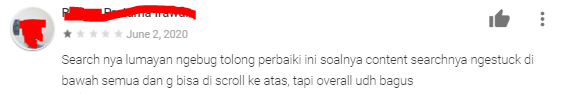 June 2, 2020
Search nya lumayan ngebug tolong perbaiki ini soalnya content searchnya ngestuck di
bawah semua dan g bisa di scroll ke atas, tapi overall udh bagus